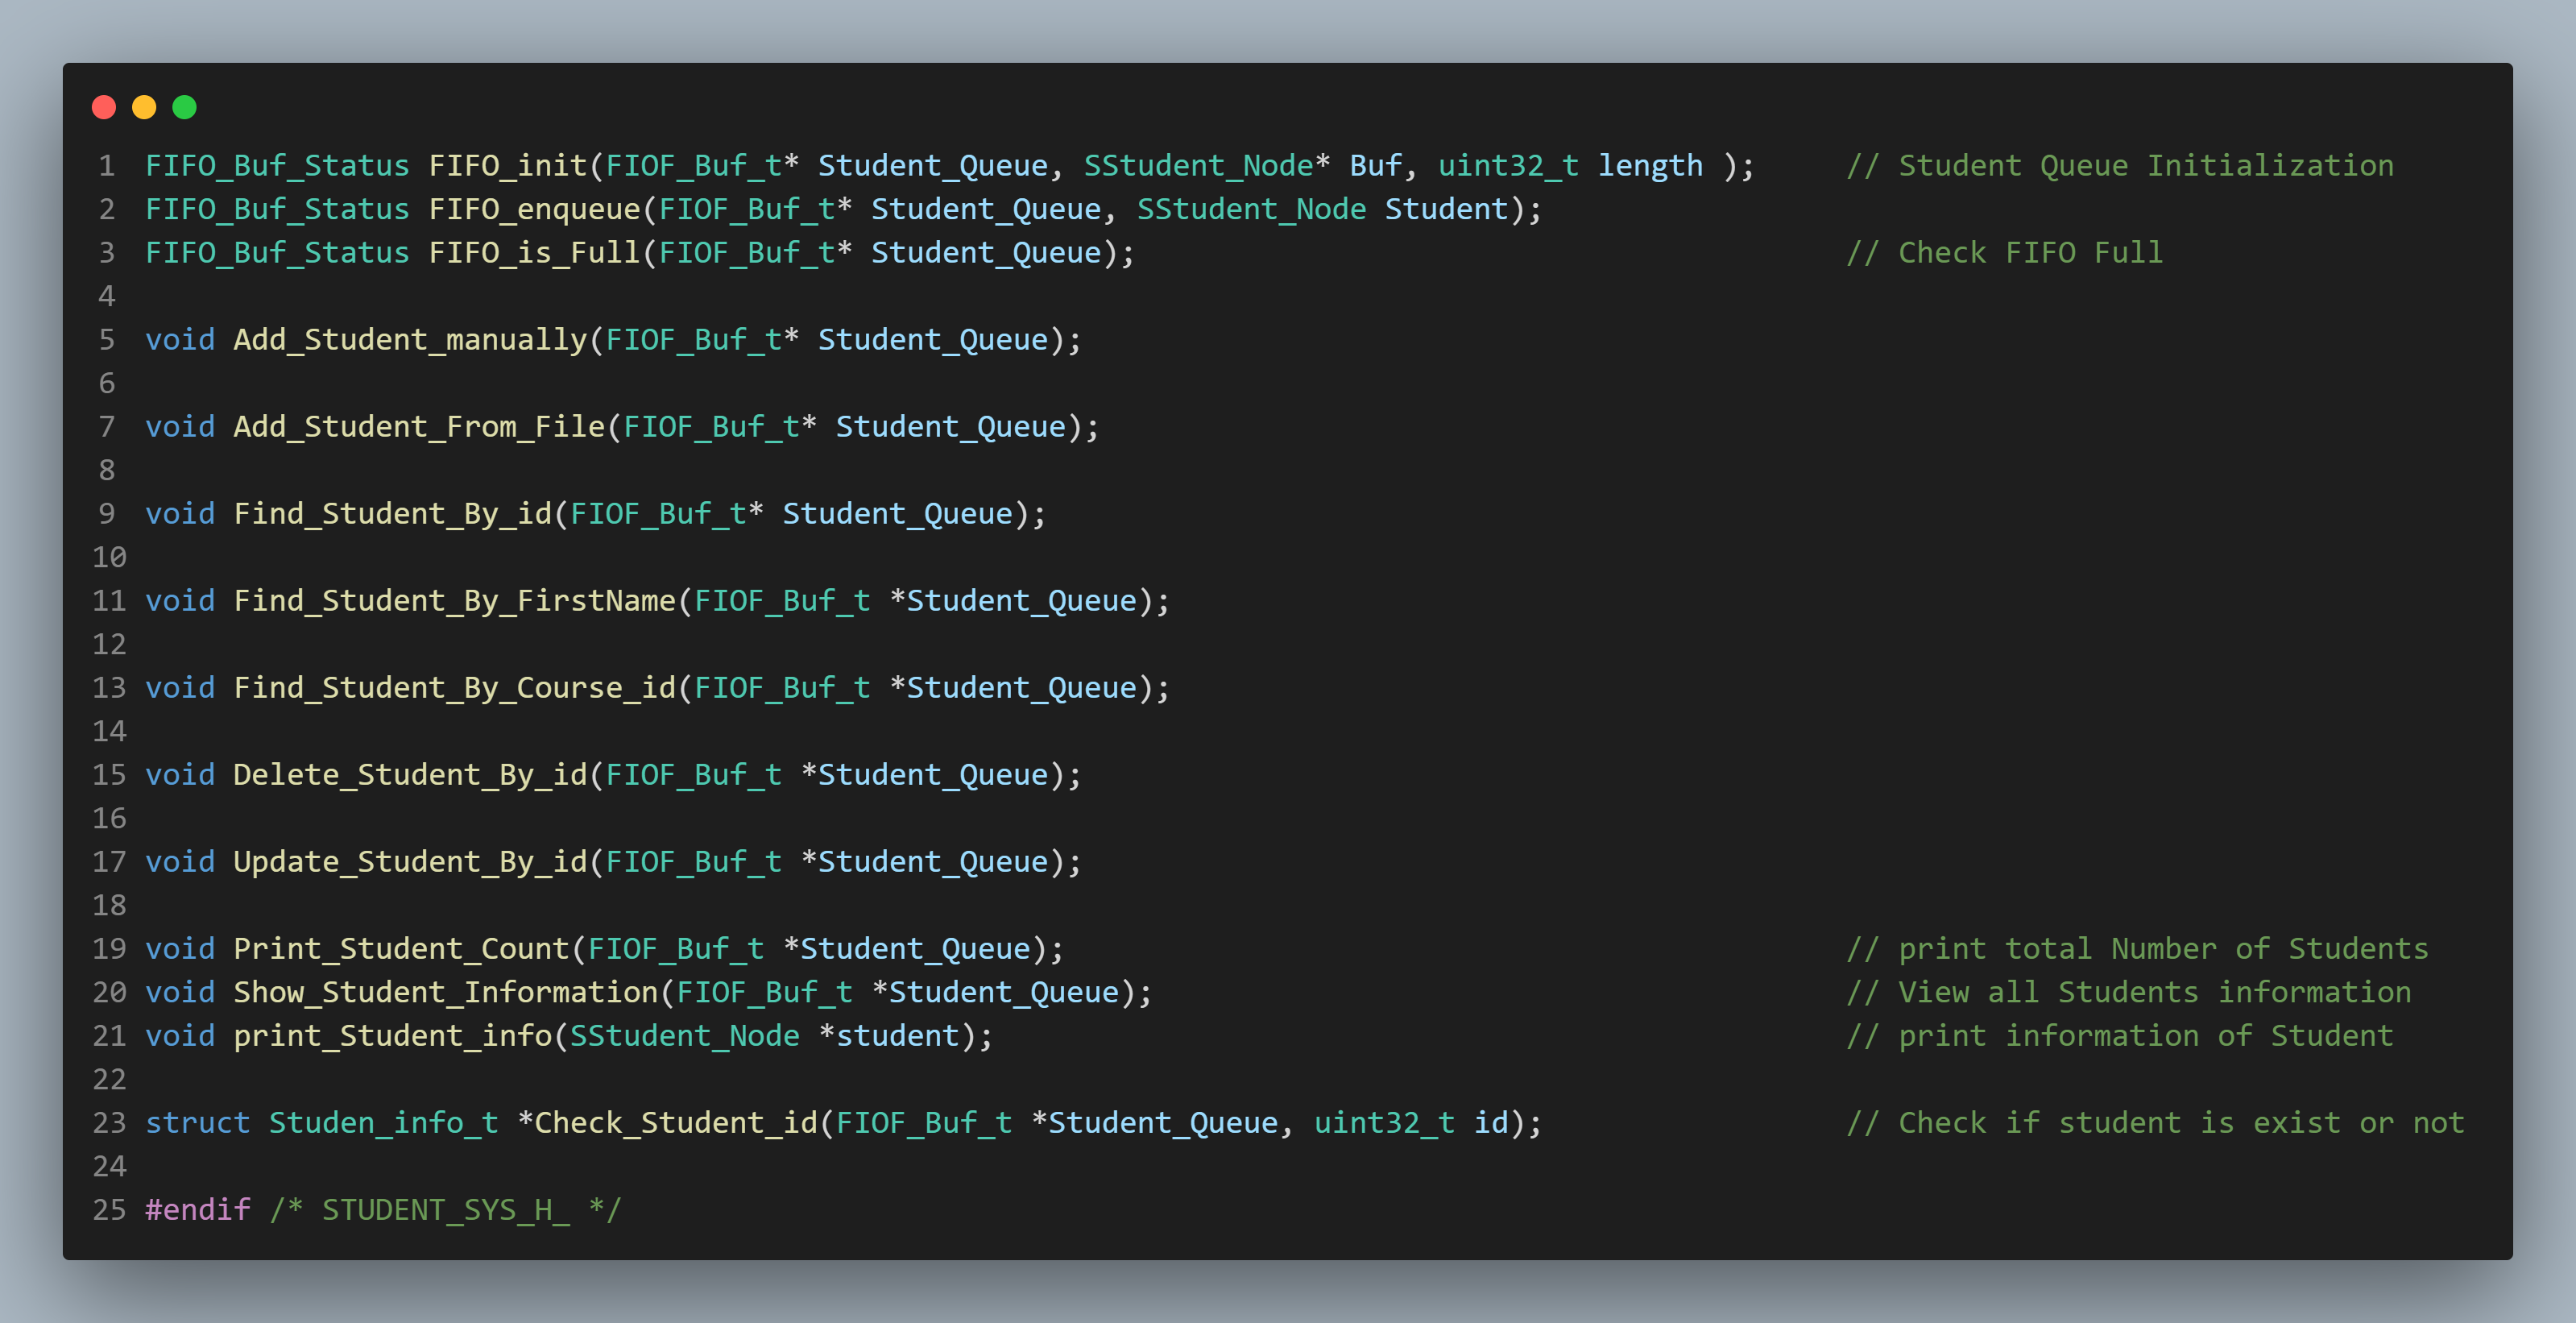 1 FIFO_Buf_Status FIFO_init(FIOF_Buf_t* Student_Queue, SStudent_Node* Buf, uint32_t length ); // Student Queue Initialization
2 FIFO_Buf_Status FIFO_enqueue(FIOF_Buf_t* Student_Queue, SStudent_Node Student);
3 FIFO_Buf_Status FIFO_is_Full(FIOF_Buf_t* Student_Queue); // Check FIFO Full
4
5 void Add_Student_manually(FIOF_Buf_t* Student_Queue);
6
7 void Add_Student_From_File(FIOF_Buf_t* Student_Queue);
8
9 void Find_Student_By_id(FIOF_Buf_t* Student_Queue);
10
11 void Find_Student_By_FirstName(FIOF_Buf_t *Student_Queue);
12
13 void Find_Student_By_Course_id(FIOF_Buf_t *Student_Queue);
14
15 void Delete_Student_By_id(FIOF_Buf_t *Student_Queue);
16
17 void Update_Student_By_id(FIOF_Buf_t *Student_Queue);
18
19 void Print_Student_Count(FIOF_Buf_t *Student_Queue); // print total Number of Students
20 void Show_Student_Information(FIOF_Buf_t *Student_Queue); // View all Students information
21 void print_Student_info(SStudent_Node *student); // print information of Student
22
23 struct Studen_info_t *Check_Student_id(FIOF_Buf_t *Student_Queue, uint32_t id); // Check if student is exist or not
24
25 #endif /* STUDENT_SYS_H_ */